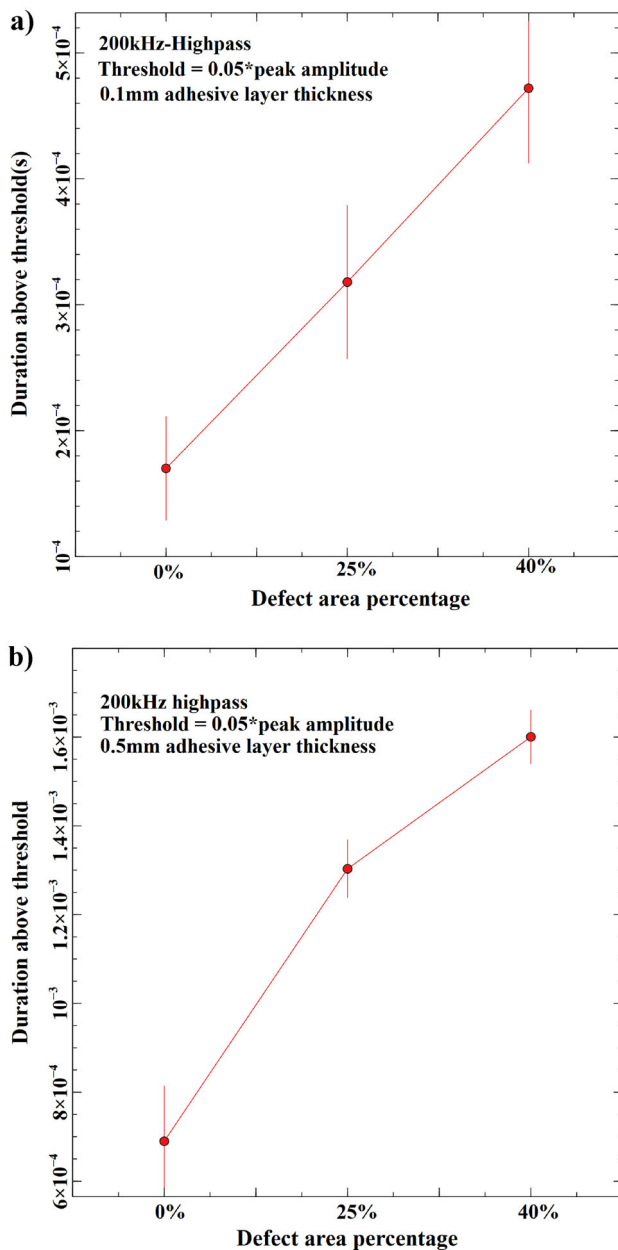 a)
200kHz-Highpass
Threshold = 0.05*peak amplitude
0.1mm adhesive layer thickness
Duration above threshold(s)
5×10⁻⁴
4×10⁻⁴
3×10⁻⁴
2×10⁻⁴
10⁻⁴
0% 25% 40%
Defect area percentage
b)
200kHz highpass
Threshold = 0.05*peak amplitude
0.5mm adhesive layer thickness
Duration above threshold
1.6×10⁻³
1.4×10⁻³
1.2×10⁻³
10⁻³
8×10⁻⁴
6×10⁻⁴
0% 25% 40%
Defect area percentage